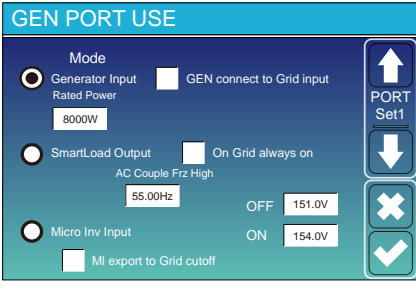 GEN PORT USE
Mode
Generator Input
GEN connect to Grid input
Rated Power
8000W
PORT
Set1
SmartLoad Output
On Grid always on
AC Couple Frz High
55.00Hz
OFF 151.0V
Micro Inv Input
ON 154.0V
MI export to Grid cutoff